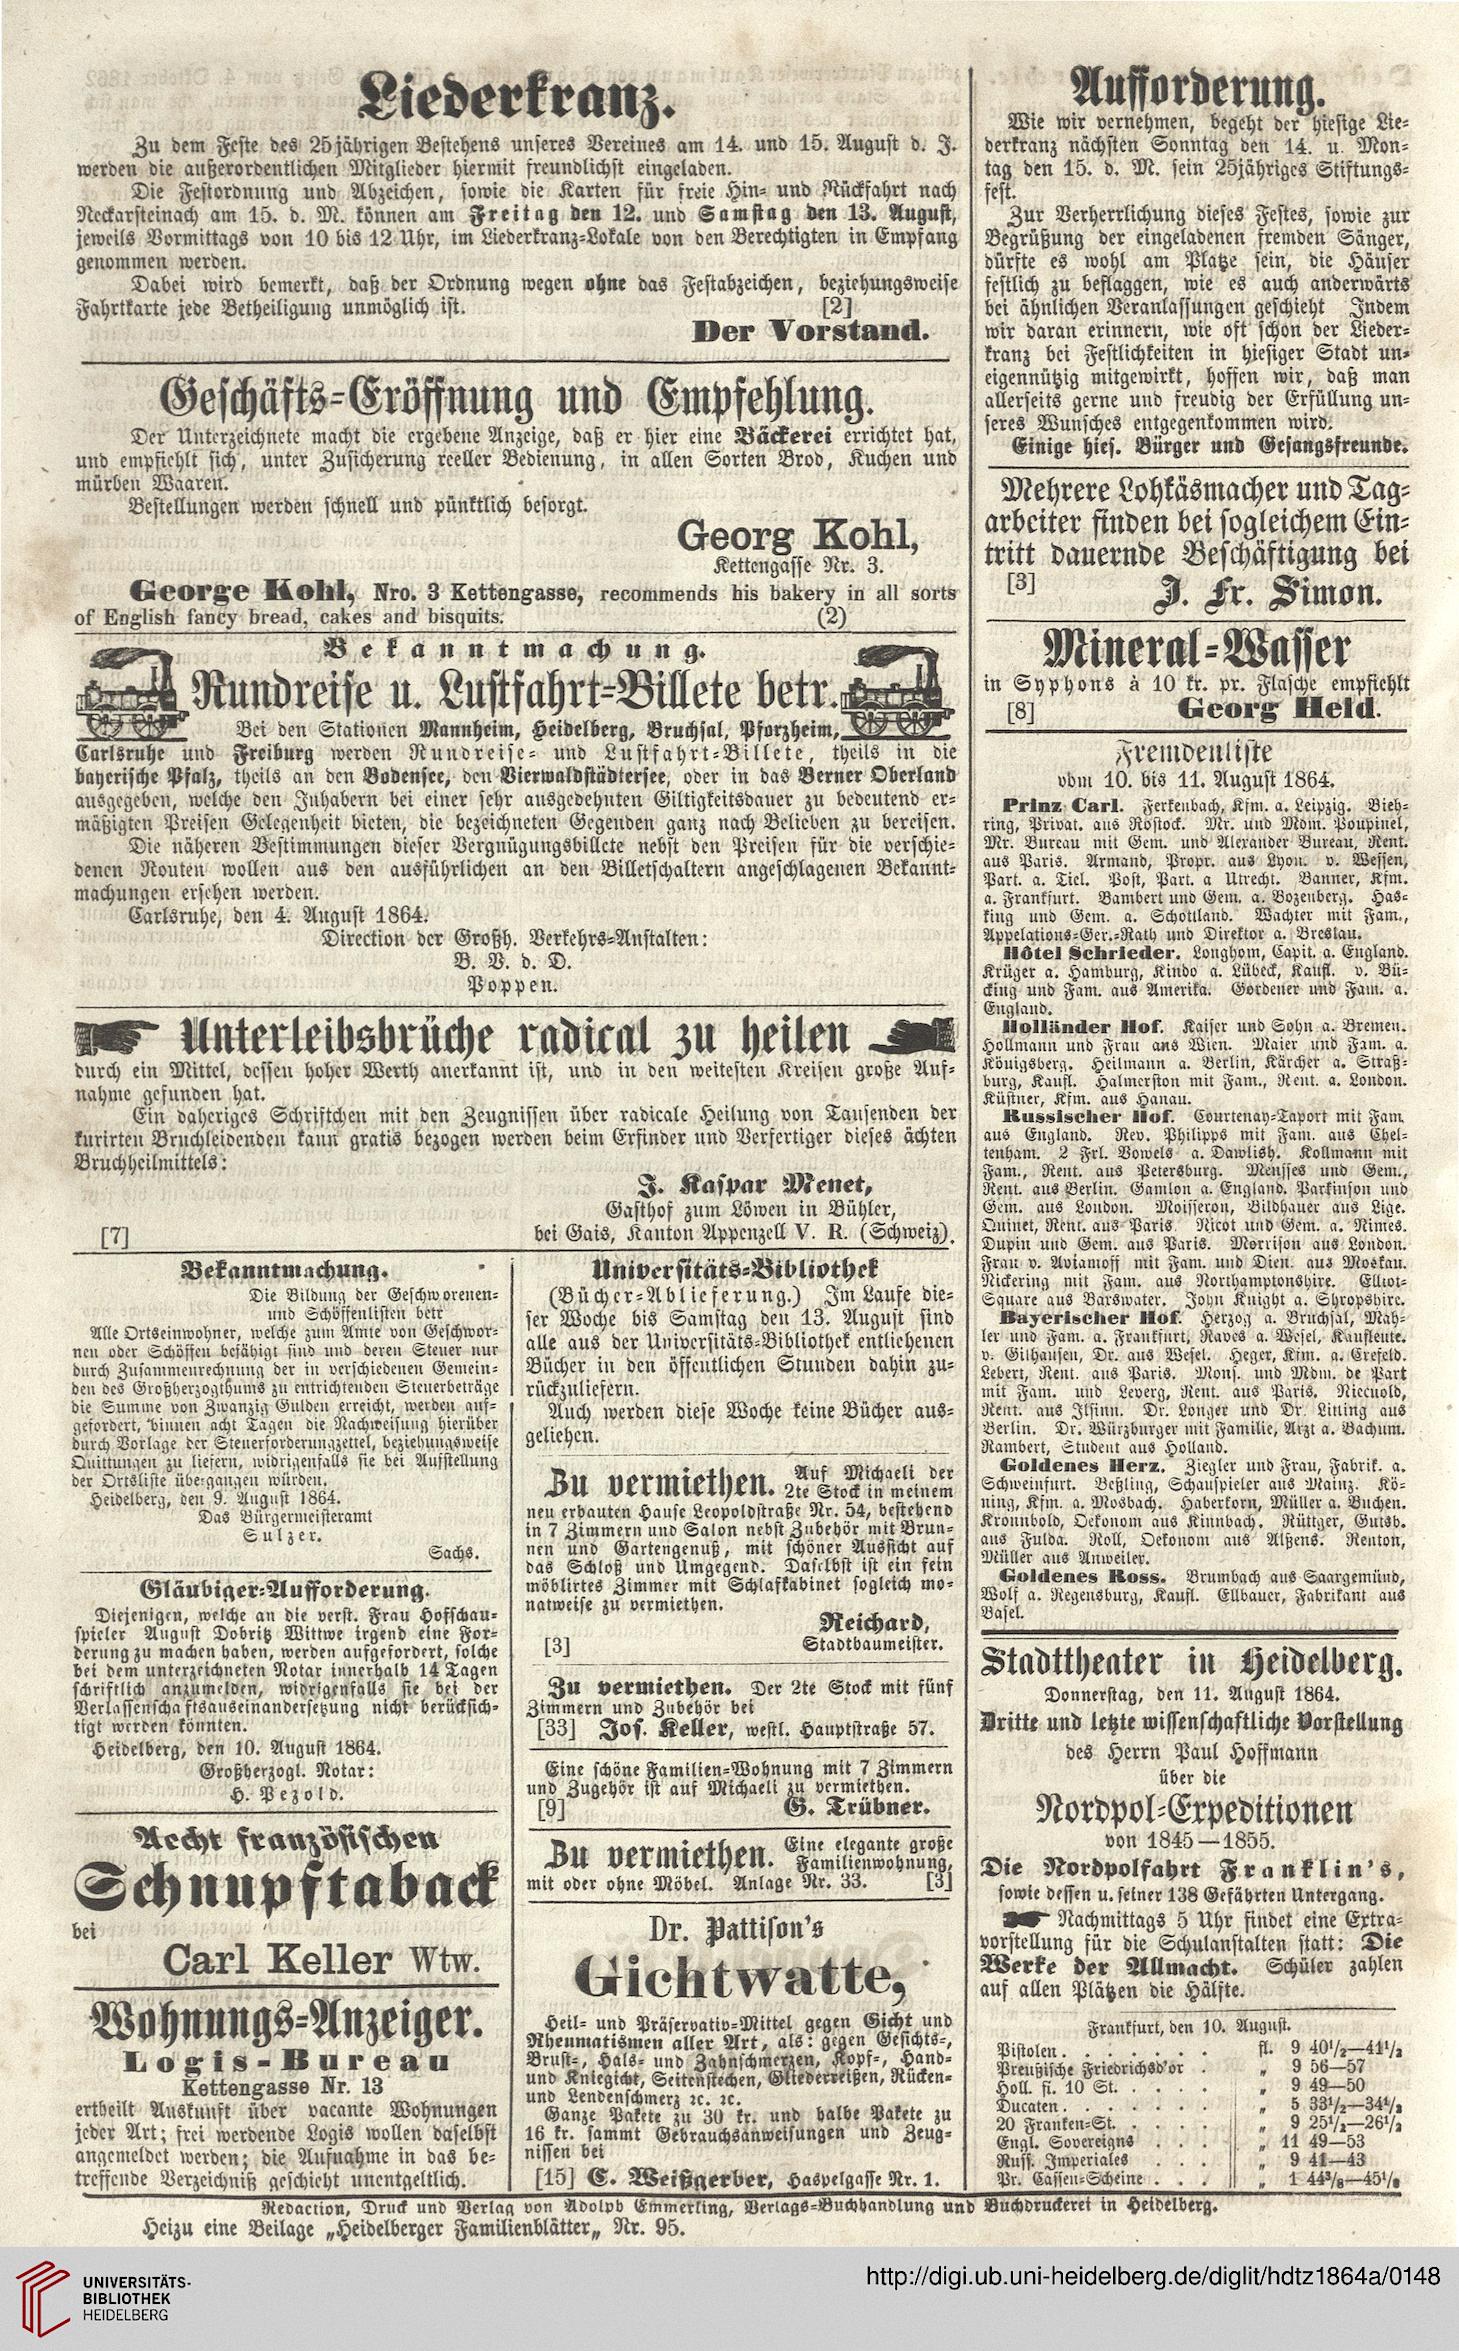 Liederkranz.
Zu dem Feste des 25jährigen Bestehens unseres Vereines am 14. und 15. August d. J.
werden die außerordentlichen Mitglieder hiermit freundlichst eingeladen.
Die Festordnung und Abzeichen, sowie die Karten für freie Hin- und Rückfahrt nach
Neckarsteinach am 15. d. M. können am Freitag den 12. und Samstag den 13. August,
jeweils Vormittags von 10 bis 12 Uhr, im Liederkranz-Lokale von den Berechtigten in Empfang
genommen werden.
Dabei wird bemerkt, daß der Ordnung wegen ohne das Festabzeichen, beziehungsweise
Fahrtkarte jede Betheiligung unmöglich ist. [2]
Der Vorstand.
Geschäfts-Eröffnung und Empfehlung.
Der Unterzeichnete macht die ergebene Anzeige, daß er hier eine Bäckerei errichtet hat,
und empfiehlt sich, unter Zusicherung reeller Bedienung, in allen Sorten Brod, Kuchen und
mürben Waaren.
Bestellungen werden schnell und pünktlich besorgt.
Georg Kohl,
Kettengasse Nr. 3.
George Kohl, Nro. 3 Kettengasse, recommends his bakery in all sorts
of English fancy bread, cakes and bisquits. (2)
Bekanntmachung.
Rundreise u. Lustfahrt-Billete betr.
Bei den Stationen Mannheim, Heidelberg, Bruchsal, Pforzheim,
Carlsruhe und Freiburg werden Rundreise- und Lustfahrt-Billete, theils in die
bayerische Pfalz, theils an den Bodensee, den Vierwaldstädtersee, oder in das Berner Oberland
ausgegeben, welche den Inhabern bei einer sehr ausgedehnten Giltigkeitsdauer zu bedeutend er-
mäßigten Preisen Gelegenheit bieten, die bezeichneten Gegenden ganz nach Belieben zu bereisen.
Die näheren Bestimmungen dieser Vergnügungsbillete nebst den Preisen für die verschie-
denen Routen wollen aus den ausführlichen an den Billetschaltern angeschlagenen Bekannt-
machungen ersehen werden.
Carlsruhe, den 4. August 1864.
Direction der Großh. Verkehrs-Anstalten:
B. V. d. D.
Poppen.
Unterleibsbrüche radical zu heilen
durch ein Mittel, dessen hoher Werth anerkannt ist, und in den weitesten Kreisen große Auf-
nahme gefunden hat.
Ein daheriges Schriftchen mit den Zeugnissen über radicale Heilung von Tausenden der
kurirten Bruchleidenden kann gratis bezogen werden beim Erfinder und Verfertiger dieses ächten
Bruchheilmittels:
J. Kaspar Menet,
Gasthof zum Löwen in Bühler,
[7] bei Gais, Kanton Appenzell V. R. (Schweiz).
Bekanntmachung.
Die Bildung der Geschworenen-
und Schöffenlisten betr
Alle Ortseinwohner, welche zum Amte von Geschwor-
nen oder Schöffen befähigt sind und deren Steuer nur
durch Zusammenrechnung der in verschiedenen Gemein-
den des Großherzogthums zu entrichtenden Steuerbeträge
die Summe von Zwanzig Gulden erreicht, werden auf-
gefordert, binnen acht Tagen die Nachweisung hierüber
durch Vorlage der Steuerforderungzettel, beziehungsweise
Quittungen zu liefern, widrigenfalls sie bei Aufstellung
der Ortsliste übergangen würden.
Heidelberg, den 9. August 1864.
Das Bürgermeisteramt
Sulzer.
Sachs.
Gläubiger-Aufforderung.
Diejenigen, welche an die verst. Frau Hofschau-
spieler August Dobritz Wittwe irgend eine For-
derung zu machen haben, werden aufgefordert, solche
bei dem unterzeichneten Notar innerhalb 14 Tagen
schriftlich anzumelden, widrigenfalls sie bei der
Verlassenschaftsauseinandersetzung nicht berücksich-
tigt werden könnten.
Heidelberg, den 10. August 1864.
Großherzogl. Notar:
H. Pezold.
Aecht französischen
Schnupftaback
bei
Carl Keller Wtw.
Wohnungs-Anzeiger.
Logis-Bureau
Kettengasse Nr. 13
ertheilt Auskunft über vacante Wohnungen
jeder Art; frei werdende Logis wollen daselbst
angemeldet werden; die Aufnahme in das be-
treffende Verzeichniß geschieht unentgeltlich.
Universitäts-Bibliothek
(Bücher-Ablieferung.) Im Laufe die-
ser Woche bis Samstag den 13. August sind
alle aus der Universitäts-Bibliothek entliehenen
Bücher in den öffentlichen Stunden dahin zu-
rückzuliefern.
Auch werden diese Woche keine Bücher aus-
geliehen.
Zu vermiethen. Auf Michaeli der
2te Stock in meinem
neu erbauten Hause Leopoldstraße Nr. 54, bestehend
in 7 Zimmern und Salon nebst Zubehör mit Brun-
nen und Gartengenuß, mit schöner Aussicht auf
das Schloß und Umgegend. Daselbst ist ein fein
möblirtes Zimmer mit Schlafkabinet sogleich mo-
natweise zu vermiethen.
Reichard,
[3] Stadtbaumeister.
Zu vermiethen. Der 2te Stock mit fünf
Zimmern und Zubehör bei
[33] Jos. Keller, westl. Hauptstraße 57.
Eine schöne Familien-Wohnung mit 7 Zimmern
und Zugehör ist auf Michaeli zu vermiethen.
[9] G. Trübner.
Zu vermiethen. Eine elegante große
Familienwohnung,
mit oder ohne Möbel. Anlage Nr. 33. [3]
Dr. Pattison's
Gichtwatte,
Heil- und Präservativ-Mittel gegen Gicht und
Rheumatismen aller Art, als: gegen Gesichts-,
Brust-, Hals- und Zahnschmerzen, Kopf-, Hand-
und Kniegicht, Seitenstechen, Gliederreißen, Rücken-
und Lendenschmerz ꝛc. ꝛc.
Ganze Pakete zu 30 kr. und halbe Pakete zu
16 kr. sammt Gebrauchsanweisungen und Zeug-
nissen bei
[15] C. Weißgerber, Haspelgasse Nr. 1.
Aufforderung.
Wie wir vernehmen, begeht der hiesige Lie-
derkranz nächsten Sonntag den 14. u. Mon-
tag den 15. d. M. sein 25jähriges Stiftungs-
fest.
Zur Verherrlichung dieses Festes, sowie zur
Begrüßung der eingeladenen fremden Sänger,
dürfte es wohl am Platze sein, die Häuser
festlich zu beflaggen, wie es auch anderwärts
bei ähnlichen Veranlassungen geschieht Indem
wir daran erinnern, wie oft schon der Lieder-
kranz bei Festlichkeiten in hiesiger Stadt un-
eigennützig mitgewirkt, hoffen wir, daß man
allerseits gerne und freudig der Erfüllung un-
seres Wunsches entgegenkommen wird.
Einige hies. Bürger und Gesangsfreunde.
Mehrere Lohkäsmacher und Tag-
arbeiter finden bei sogleichem Ein-
tritt dauernde Beschäftigung bei
[3] J. Fr. Simon.
Mineral-Wasser
in Syphons à 10 kr. pr. Flasche empfiehlt
[8] Georg Held.
Fremdenliste
vom 10. bis 11. August 1864.
Prinz Carl. Ferkenbach, Kfm. a. Leipzig. Vieh-
ring, Privat. aus Rostock. Mr. und Mdm. Poupinel,
Mr. Bureau mit Gem. und Alexander Bureau, Rent.
aus Paris. Armand, Propr. aus Lyon. v. Wessen,
Part. a. Tiel. Post, Part. a Utrecht. Banner, Kfm.
a. Frankfurt. Bambert und Gem. a. Bozenberg. Has-
king und Gem. a. Schottland. Wachter mit Fam.,
Appelations-Ger.-Rath und Direktor a. Breslau.
Hôtel Schrieder. Longhom, Capit. a. England.
Krüger a. Hamburg, Kindo a. Lübeck, Kaufl. v. Bü-
cking und Fam. aus Amerika. Gordener und Fam. a.
England.
Holländer Hof. Kaiser und Sohn a. Bremen.
Hollmann und Frau aus Wien. Maier und Fam. a.
Königsberg. Heilmann a. Berlin, Kärcher a. Straß-
burg, Kaufl. Halmerston mit Fam., Rent. a. London.
Küstner, Kfm. aus Hanau.
Russischer Hof. Courtenay-Taport mit Fam
aus England. Rev. Philipps mit Fam. aus Chel-
tenham. 2 Frl. Vowels a. Dawlish. Kollmann mit
Fam., Rent. aus Petersburg. Mensses und Gem.,
Rent. aus Berlin. Gamlon a. England. Parkinson und
Gem. aus London. Moisseron, Bildhauer aus Lige.
Quinet, Rent. aus Paris. Nicot und Gem. a. Nimes.
Dupin und Gem. aus Paris. Morrison aus London.
Frau v. Avianoff mit Fam. und Dien. aus Moskau.
Nickering mit Fam. aus Northamptonshire. Elliot-
Square aus Barswater. John Knight a. Shropshire.
Bayerischer Hof. Herzog a. Bruchsal, Mah-
ler und Fam. a. Frankfurt, Raves a. Wesel, Kaufleute.
v. Gilhausen, Dr. aus Wesel. Heger, Kfm. a. Crefeld.
Lebert, Rent. aus Paris. Mons. und Mdm. de Part
mit Fam. und Leverg, Rent. aus Paris. Niecuold,
Rent. aus Ilfinn. Dr. Longer und Dr. Litting aus
Berlin. Dr. Würzburger mit Familie, Arzt a. Bachum.
Rambert, Student aus Holland.
Goldenes Herz. Ziegler und Frau, Fabrik. a.
Schweinfurt. Beßling, Schauspieler aus Mainz. Kö-
ning, Kfm. a. Mosbach. Haberkorn, Müller a. Buchen.
Kronnbold, Oekonom aus Kinnbach. Rüttger, Gutsb.
aus Fulda. Noll, Oekonom aus Alßens. Renton,
Müller aus Anweiler.
Goldenes Ross. Brumbach aus Saargemünd,
Wolf a. Regensburg, Kaufl. Ellbauer, Fabrikant aus
Basel.
Stadttheater in Heidelberg.
Donnerstag, den 11. August 1864.
Dritte und letzte wissenschaftliche Vorstellung
des Herrn Paul Hoffmann
über die
Nordpol-Expeditionen
von 1845—1855.
Die Nordpolfahrt Franklin's,
sowie dessen u. seiner 138 Gefährten Untergang.
Nachmittags 5 Uhr findet eine Extra-
vorstellung für die Schulanstalten statt: Die
Werke der Allmacht. Schüler zahlen
auf allen Plätzen die Hälfte.
Frankfurt, den 10. August.
Pistolen . . . . . . . fl. 9 40½—41½
Preußische Friedrichsd'or . „ 9 56—57
Holl. fl. 10 St. . . . . „ 9 49—50
Ducaten . . . . . . . „ 5 33½—34½
20 Franken-St. . . . . „ 9 25½—26½
Engl. Sovereigns . . . „ 11 49—53
Russ. Imperiales . . . „ 9 41—43
Pr. Cassen-Scheine . . . „ 1 44⅜—45⅛
Redaction, Druck und Verlag von Adolph Emmerling, Verlags-Buchhandlung und Buchdruckerei in Heidelberg.
Heizu eine Beilage „Heidelberger Familienblätter„ Nr. 95.
UNIVERSITÄTS-
BIBLIOTHEK
HEIDELBERG
http://digi.ub.uni-heidelberg.de/diglit/hdtz1864a/0148